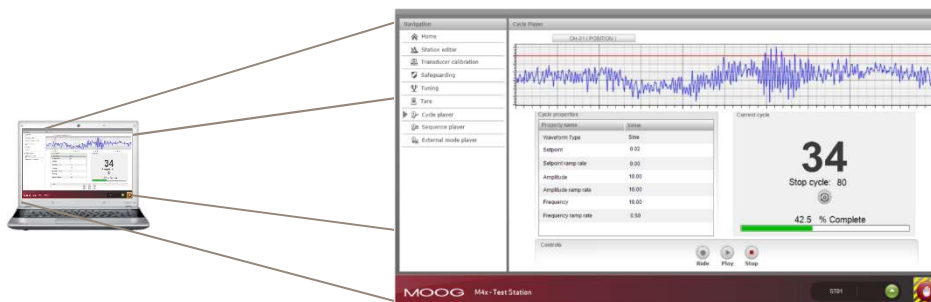 Navigation
Cycle Player
Home
Station editor
Transducer calibration
Safeguarding
Tuning
Tare
Cycle player
Sequence player
External mode player
CH-01 ( POSITION )
Cycle properties
Property name Value
Waveform Type Sine
Setpoint 0.02
Setpoint ramp rate 0.00
Amplitude 10.00
Amplitude ramp rate 10.00
Frequency 10.00
Frequency ramp rate 0.50
Current cycle
34
Stop cycle: 80
42.5 % Complete
Controls
Ride Play Stop
MOOG M4x - Test Station
ST01
34